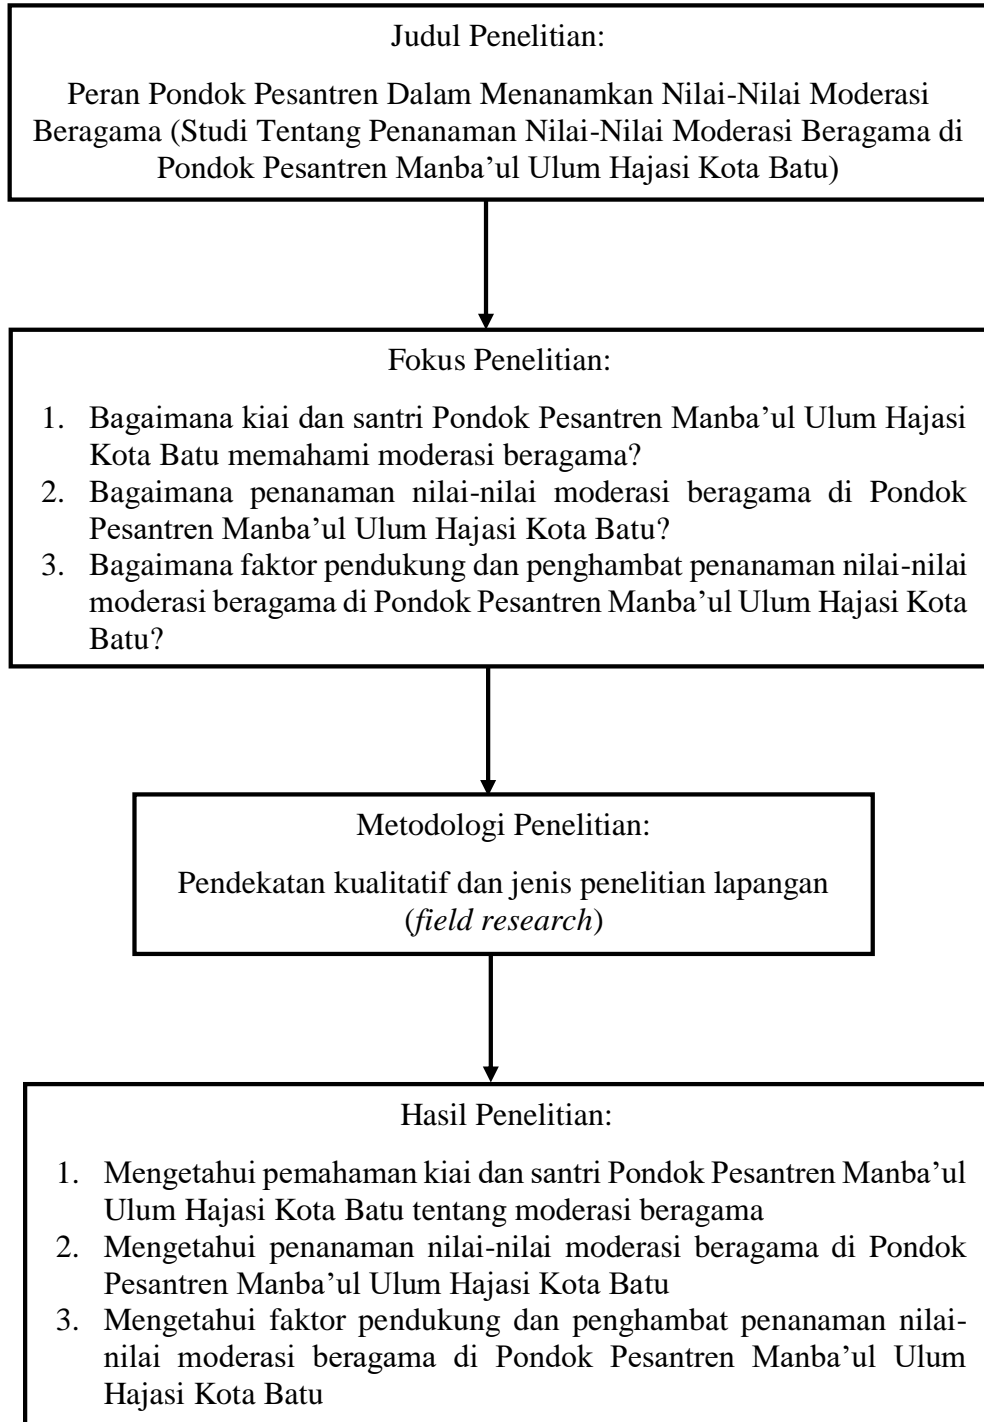 Judul Penelitian:
Peran Pondok Pesantren Dalam Menanamkan Nilai-Nilai Moderasi
Beragama (Studi Tentang Penanaman Nilai-Nilai Moderasi Beragama di
Pondok Pesantren Manba’ul Ulum Hajasi Kota Batu)
Fokus Penelitian:
1. Bagaimana kiai dan santri Pondok Pesantren Manba’ul Ulum Hajasi
Kota Batu memahami moderasi beragama?
2. Bagaimana penanaman nilai-nilai moderasi beragama di Pondok
Pesantren Manba’ul Ulum Hajasi Kota Batu?
3. Bagaimana faktor pendukung dan penghambat penanaman nilai-nilai
moderasi beragama di Pondok Pesantren Manba’ul Ulum Hajasi Kota
Batu?
Metodologi Penelitian:
Pendekatan kualitatif dan jenis penelitian lapangan
(field research)
Hasil Penelitian:
1. Mengetahui pemahaman kiai dan santri Pondok Pesantren Manba’ul
Ulum Hajasi Kota Batu tentang moderasi beragama
2. Mengetahui penanaman nilai-nilai moderasi beragama di Pondok
Pesantren Manba’ul Ulum Hajasi Kota Batu
3. Mengetahui faktor pendukung dan penghambat penanaman nilai-
nilai moderasi beragama di Pondok Pesantren Manba’ul Ulum
Hajasi Kota Batu